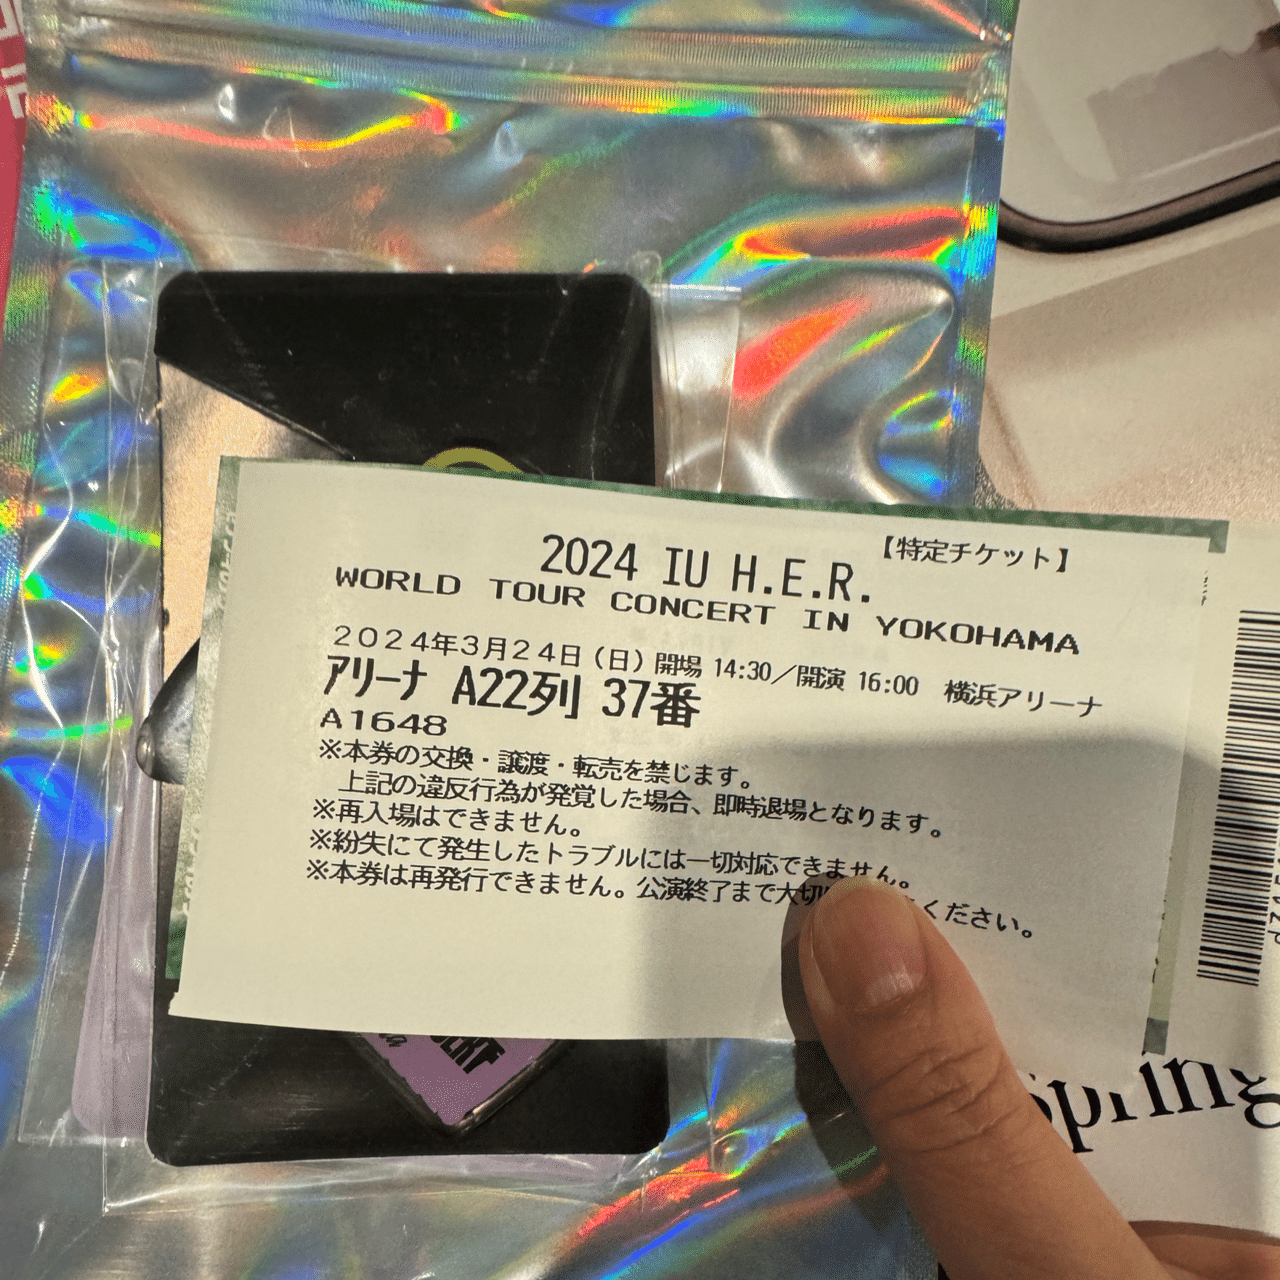 【特定チケット】
2024 IU H.E.R.
WORLD TOUR CONCERT IN YOKOHAMA
2024年3月24日(日) 開場 14:30/開演 16:00 横浜アリーナ
アリーナ A22列 37番
A1648
※本券の交換・譲渡・転売を禁じます。
上記の違反行為が発覚した場合、即時退場となります。
※再入場はできません。
※紛失にて発生したトラブルには一切対応できません。
※本券は再発行できません。公演終了まで大切 ください。
Spring